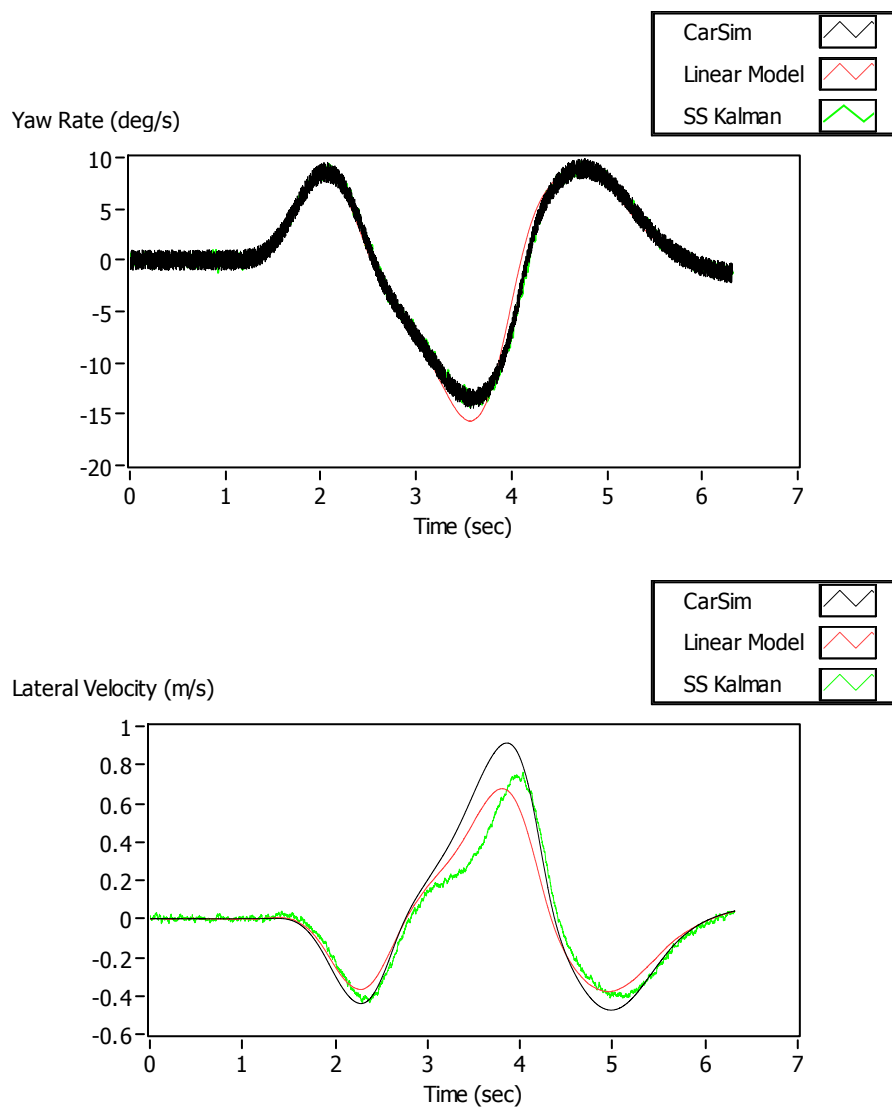 CarSim
Linear Model
SS Kalman
Yaw Rate (deg/s)
10
5
0
-5
-10
-15
-20
0 1 2 3 4 5 6 7
Time (sec)
CarSim
Linear Model
SS Kalman
Lateral Velocity (m/s)
1
0.8
0.6
0.4
0.2
0
-0.2
-0.4
-0.6
0 1 2 3 4 5 6 7
Time (sec)